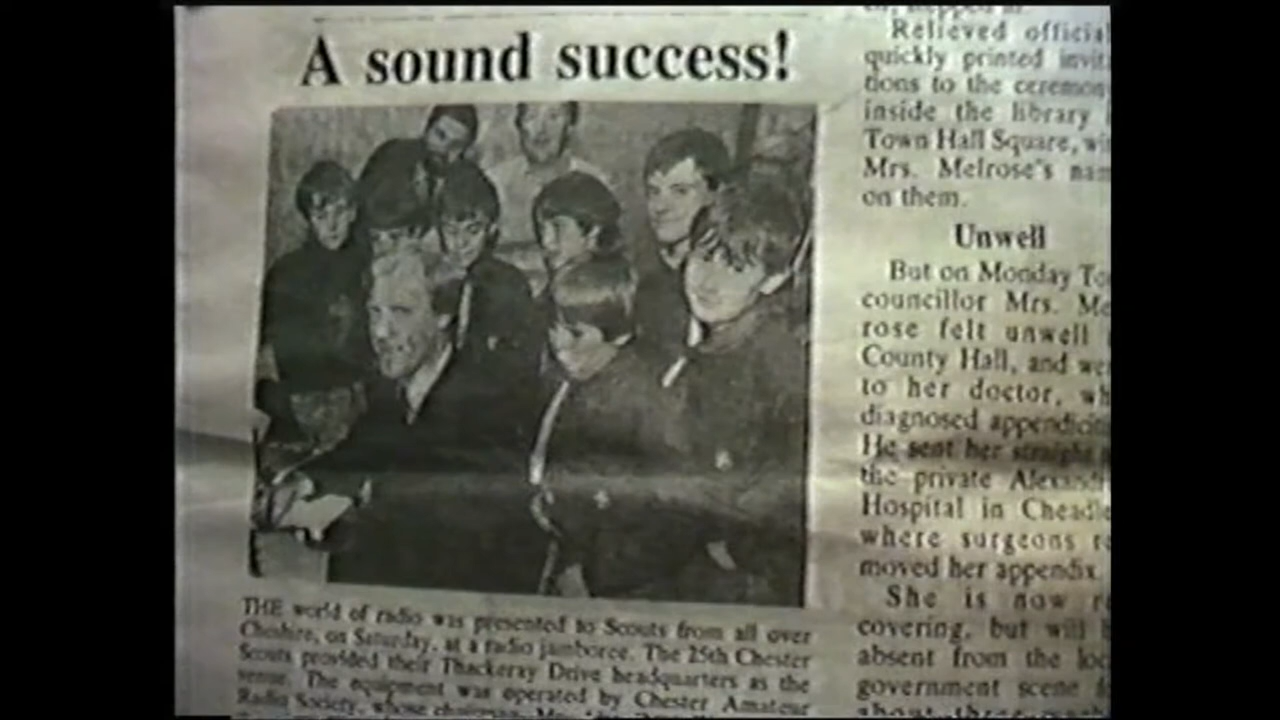 A sound success!
THE world of radio was presented to Scouts from all over
Cheshire, on Saturday, at a radio jamboree. The 25th Chester
Scouts provided their Thackeray Drive headquarters as the
venue. The equipment was operated by Chester Amateur
Radio Society, whose chairman
Relieved official
quickly printed invit
tions to the ceremon
inside the library
Town Hall Square, wi
Mrs. Melrose's nam
on them.
Unwell
But on Monday To
councillor Mrs. Me
rose felt unwell
County Hall, and we
to her doctor, wh
diagnosed appendicit
He sent her straight
the private Alexand
Hospital in Cheadle
where surgeons re
moved her appendix.
She is now re
covering, but will b
absent from the loc
government scene f
about three